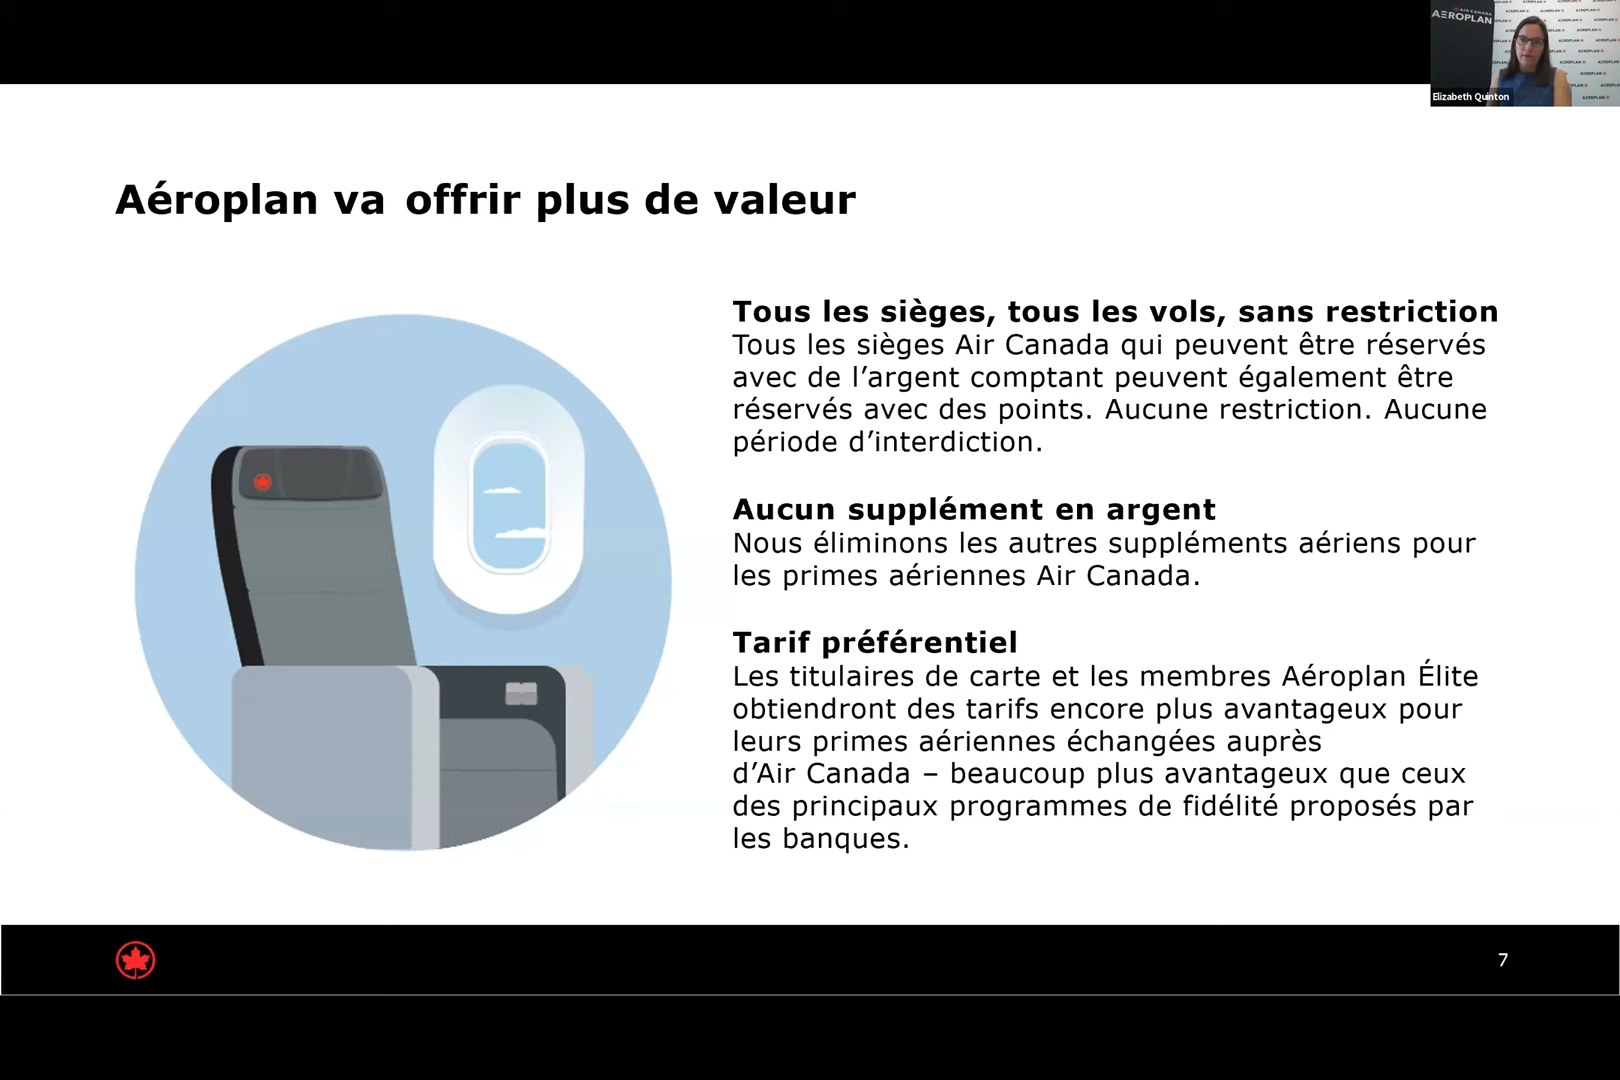 AIR CANADA
AEROPLAN
Elizabeth Quinton
Aéroplan va offrir plus de valeur
Tous les sièges, tous les vols, sans restriction
Tous les sièges Air Canada qui peuvent être réservés
avec de l’argent comptant peuvent également être
réservés avec des points. Aucune restriction. Aucune
période d’interdiction.
Aucun supplément en argent
Nous éliminons les autres suppléments aériens pour
les primes aériennes Air Canada.
Tarif préférentiel
Les titulaires de carte et les membres Aéroplan Élite
obtiendront des tarifs encore plus avantageux pour
leurs primes aériennes échangées auprès
d’Air Canada – beaucoup plus avantageux que ceux
des principaux programmes de fidélité proposés par
les banques.
7